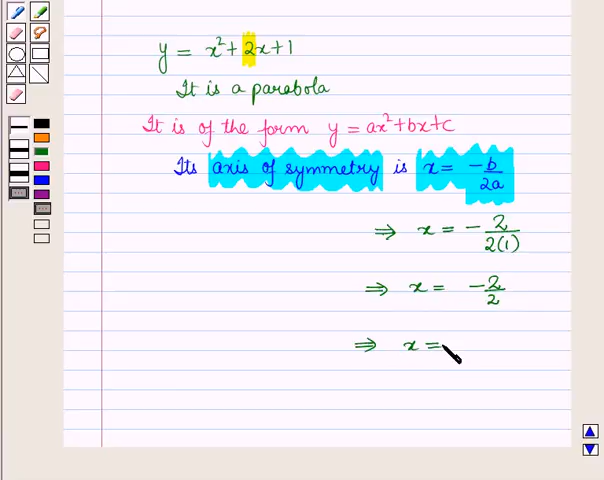 y = x² + 2x + 1
It is a parabola
It is of the form y = ax² + bx + c
Its axis of symmetry is x = -b/2a
⇒ x = - 2/2(1)
⇒ x = -2/2
⇒ x =